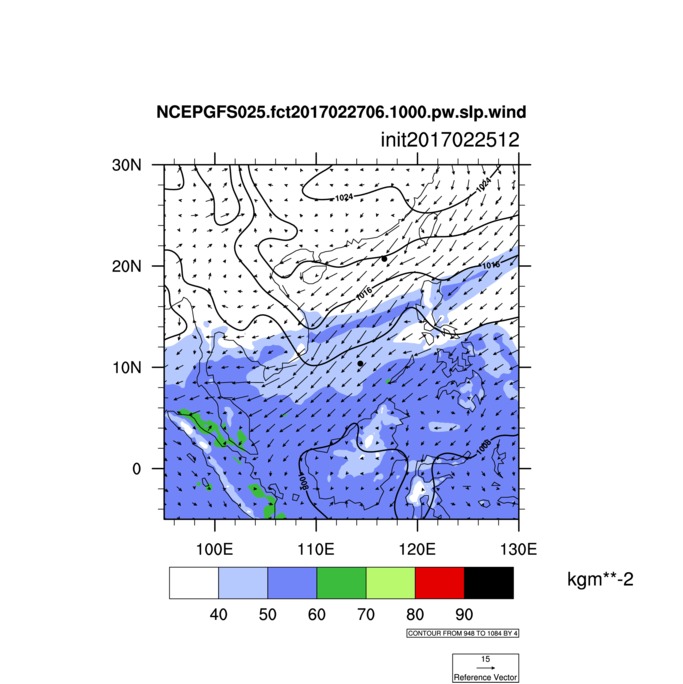 NCEPGFS025.fct2017022706.1000.pw.slp.wind
init2017022512
30N
1024
1024
20N
1016
1016
10N
1008
0
1008
100E 110E 120E 130E
kgm**-2
40 50 60 70 80 90
CONTOUR FROM 948 TO 1084 BY 4
15
Reference Vector